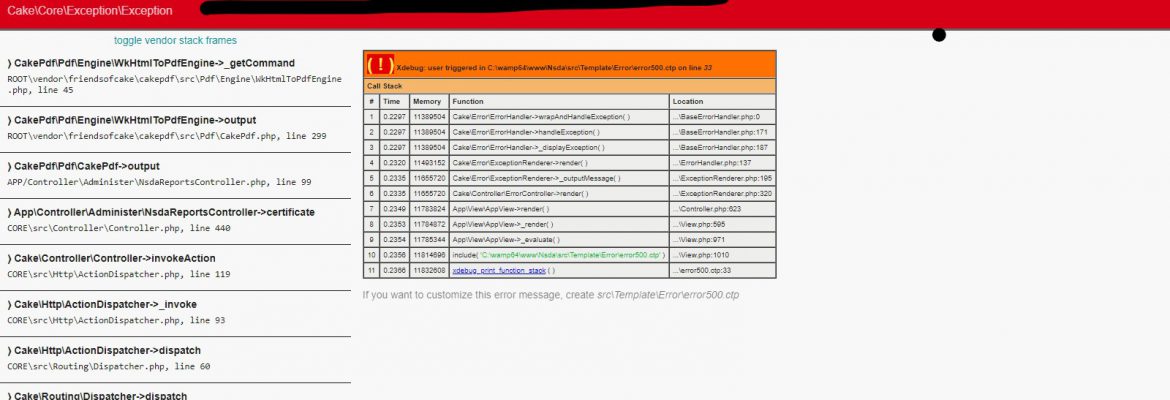 Cake\Core\Exception\Exception
toggle vendor stack frames
⟩ CakePdf\Pdf\Engine\WkHtmlToPdfEngine->_getCommand
ROOT\vendor\friendsofcake\cakepdf\src\Pdf\Engine\WkHtmlToPdfEngine
.php, line 45
⟩ CakePdf\Pdf\Engine\WkHtmlToPdfEngine->output
ROOT\vendor\friendsofcake\cakepdf\src\Pdf\CakePdf.php, line 299
⟩ CakePdf\Pdf\CakePdf->output
APP/Controller\Administer\NsdaReportsController.php, line 99
⟩ App\Controller\Administer\NsdaReportsController->certificate
CORE\src\Controller\Controller.php, line 440
⟩ Cake\Controller\Controller->invokeAction
CORE\src\Http\ActionDispatcher.php, line 119
⟩ Cake\Http\ActionDispatcher->_invoke
CORE\src\Http\ActionDispatcher.php, line 93
⟩ Cake\Http\ActionDispatcher->dispatch
CORE\src\Routing\Dispatcher.php, line 60
⟩ Cake\Routing\Dispatcher->dispatch
( ! ) Xdebug: user triggered in C:\wamp64\www\Nsda\src\Template\Error\error500.ctp on line 33
Call Stack
# Time Memory Function Location
1 0.2297 11389504 Cake\Error\ErrorHandler->wrapAndHandleException( ) ...\BaseErrorHandler.php:0
2 0.2297 11389504 Cake\Error\ErrorHandler->handleException( ) ...\BaseErrorHandler.php:171
3 0.2297 11389504 Cake\Error\ErrorHandler->_displayException( ) ...\BaseErrorHandler.php:187
4 0.2320 11493152 Cake\Error\ExceptionRenderer->render( ) ...\ErrorHandler.php:137
5 0.2335 11655720 Cake\Error\ExceptionRenderer->_outputMessage( ) ...\ExceptionRenderer.php:195
6 0.2335 11655720 Cake\Controller\ErrorController->render( ) ...\ExceptionRenderer.php:320
7 0.2349 11783824 App\View\AppView->render( ) ...\Controller.php:623
8 0.2353 11784872 App\View\AppView->_render( ) ...\View.php:595
9 0.2354 11785344 App\View\AppView->_evaluate( ) ...\View.php:971
10 0.2356 11814696 include( 'C:\wamp64\www\Nsda\src\Template\Error\error500.ctp' ) ...\View.php:1010
11 0.2366 11832608 xdebug_print_function_stack ( ) ...\error500.ctp:33
If you want to customize this error message, create src\Template\Error\error500.ctp